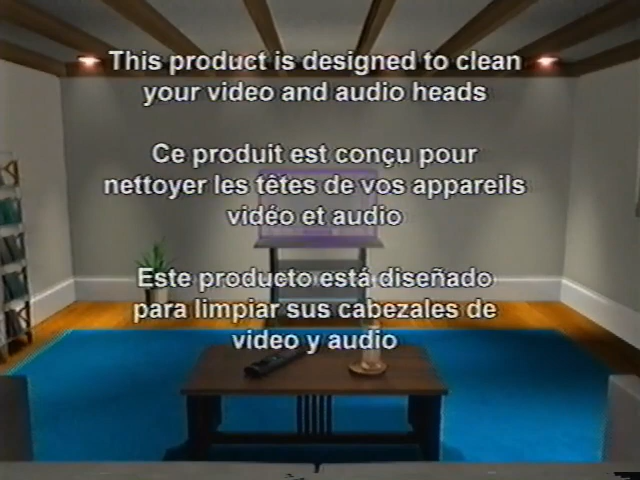 This product is designed to clean
your video and audio heads
Ce produit est conçu pour
nettoyer les têtes de vos appareils
vidéo et audio
Este producto está diseñado
para limpiar sus cabezales de
video y audio